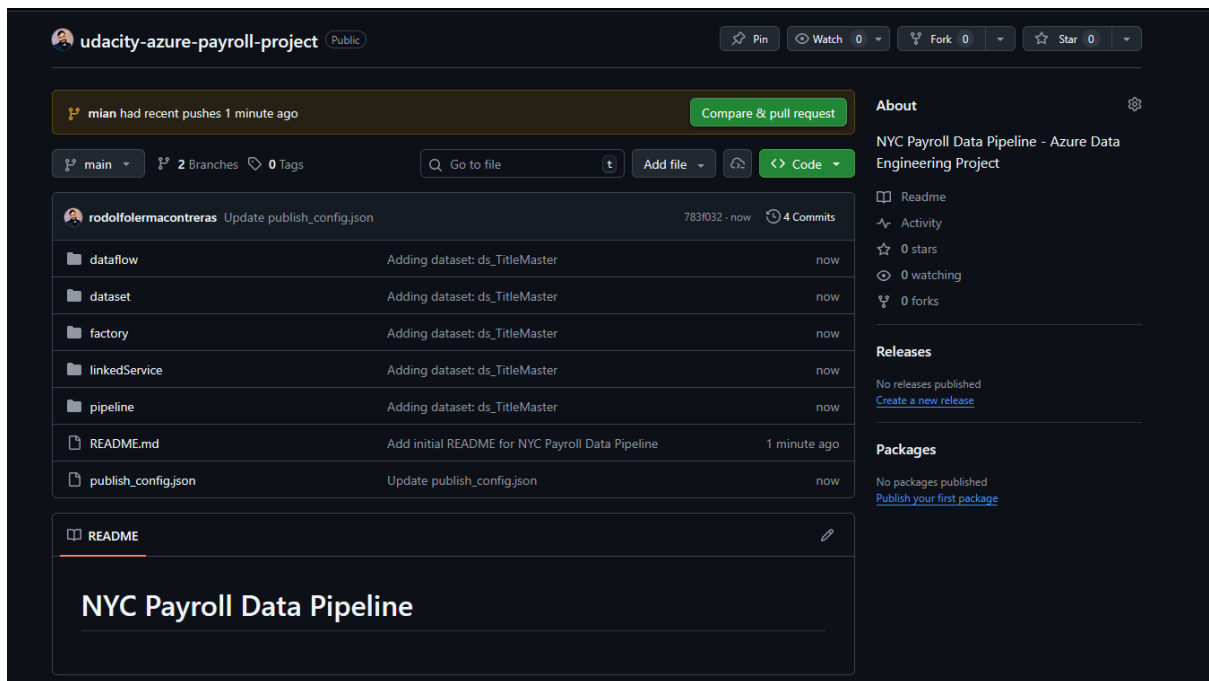 udacity-azure-payroll-project Public Pin Watch 0 Fork 0 Star 0
mian had recent pushes 1 minute ago Compare & pull request
main 2 Branches 0 Tags Go to file t Add file Code
rodolfolermacontreras Update publish_config.json 783f032 · now 4 Commits
dataflow Adding dataset: ds_TitleMaster now
dataset Adding dataset: ds_TitleMaster now
factory Adding dataset: ds_TitleMaster now
linkedService Adding dataset: ds_TitleMaster now
pipeline Adding dataset: ds_TitleMaster now
README.md Add initial README for NYC Payroll Data Pipeline 1 minute ago
publish_config.json Update publish_config.json now
README
NYC Payroll Data Pipeline
About
NYC Payroll Data Pipeline - Azure Data
Engineering Project
Readme
Activity
0 stars
0 watching
0 forks
Releases
No releases published
Create a new release
Packages
No packages published
Publish your first package